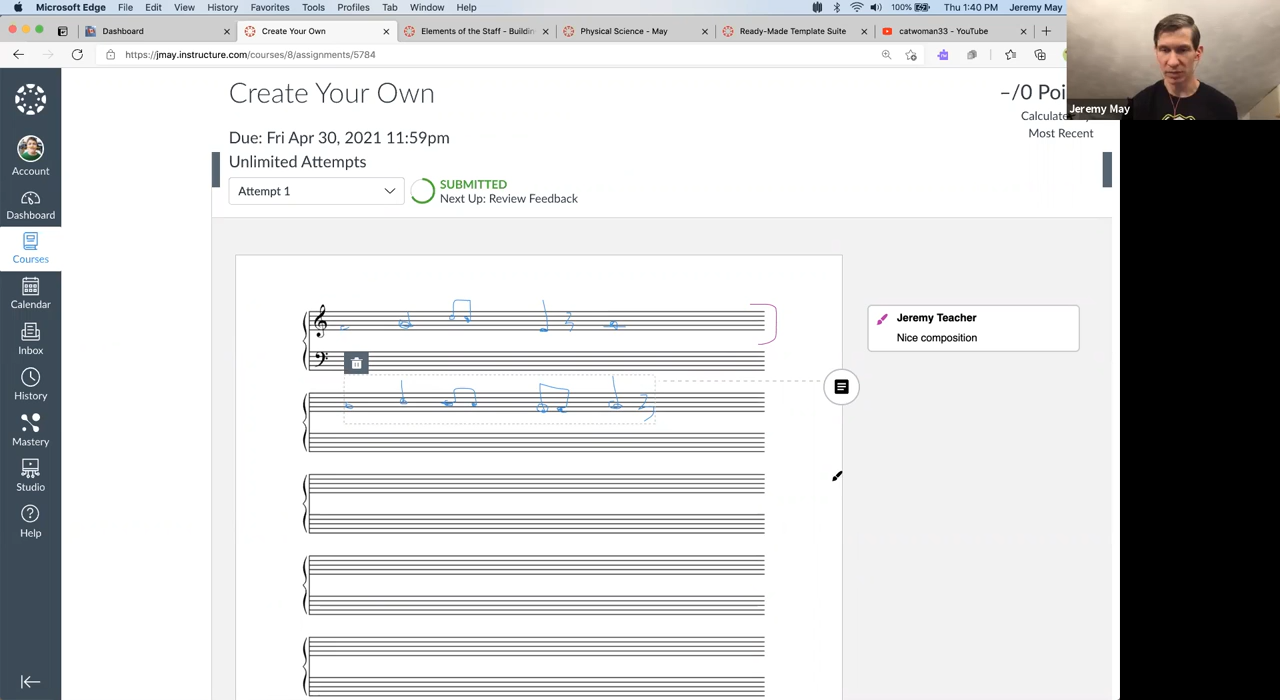 Microsoft Edge File Edit View History Favorites Tools Profiles Tab Window Help 100% Thu 1:40 PM Jeremy May
Dashboard Create Your Own Elements of the Staff - Buildin Physical Science - May Ready-Made Template Suite catwoman33 - YouTube
https://jmay.instructure.com/courses/8/assignments/5784
Create Your Own
-/0 Poi
Jeremy May
Calculate
Most Recent
Due: Fri Apr 30, 2021 11:59pm
Unlimited Attempts
Attempt 1
SUBMITTED
Next Up: Review Feedback
Account
Dashboard
Courses
Calendar
Inbox
History
Mastery
Studio
Help
Jeremy Teacher
Nice composition